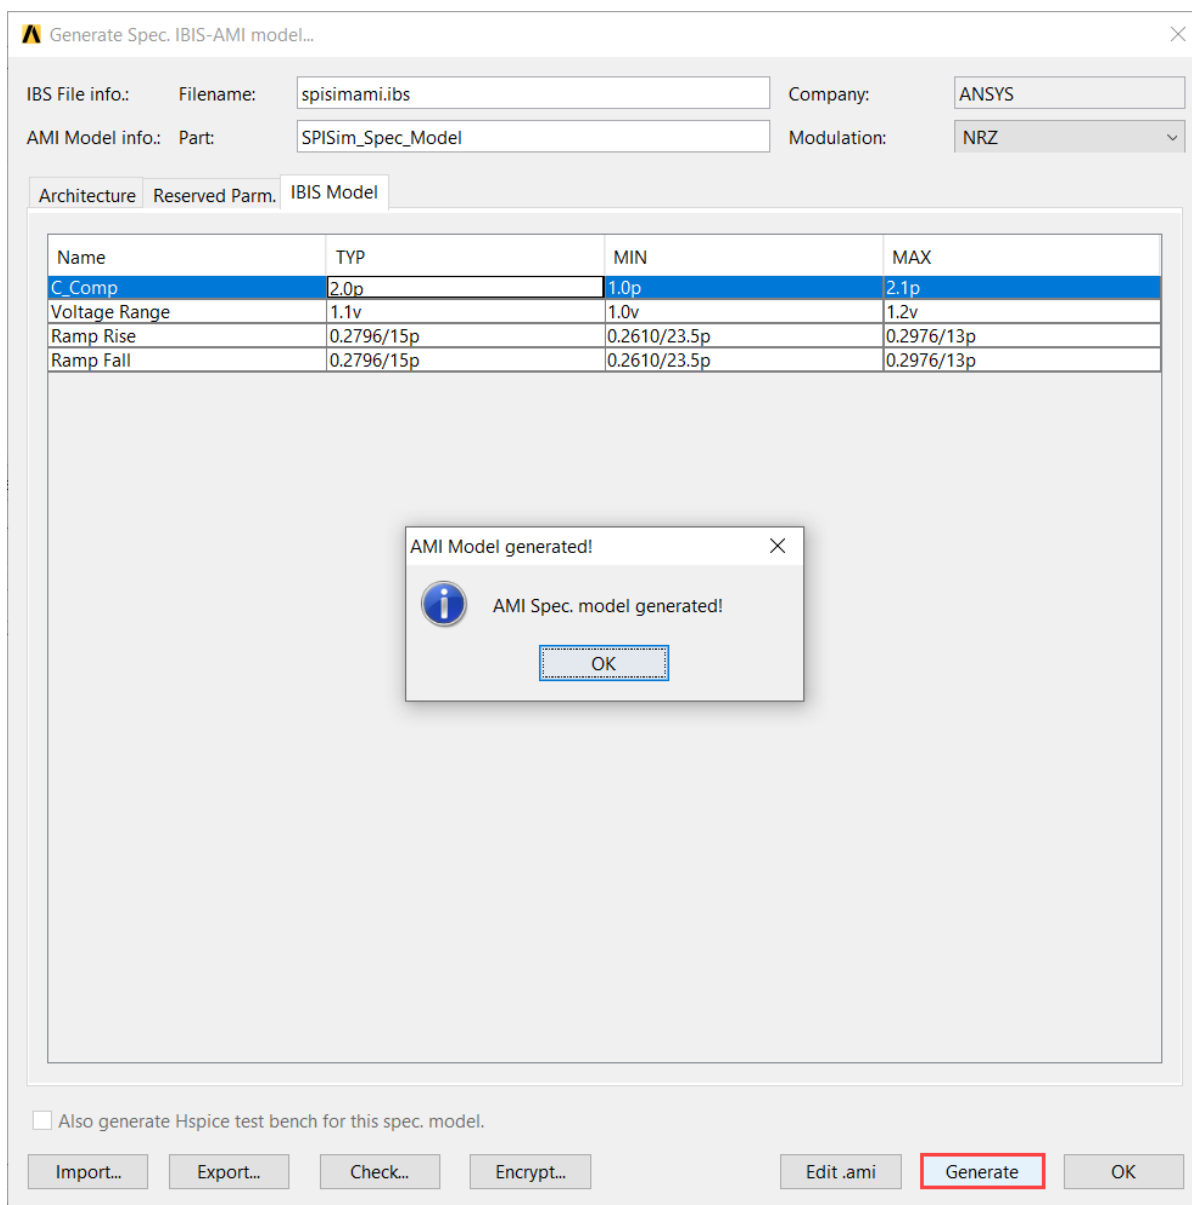 Generate Spec. IBIS-AMI model...
IBS File info.: Filename: spisimami.ibs Company: ANSYS
AMI Model info.: Part: SPISim_Spec_Model Modulation: NRZ
Architecture Reserved Parm. IBIS Model
Name TYP MIN MAX
C_Comp 2.0p 1.0p 2.1p
Voltage Range 1.1v 1.0v 1.2v
Ramp Rise 0.2796/15p 0.2610/23.5p 0.2976/13p
Ramp Fall 0.2796/15p 0.2610/23.5p 0.2976/13p
AMI Model generated!
AMI Spec. model generated!
OK
Also generate Hspice test bench for this spec. model.
Import... Export... Check... Encrypt... Edit .ami Generate OK